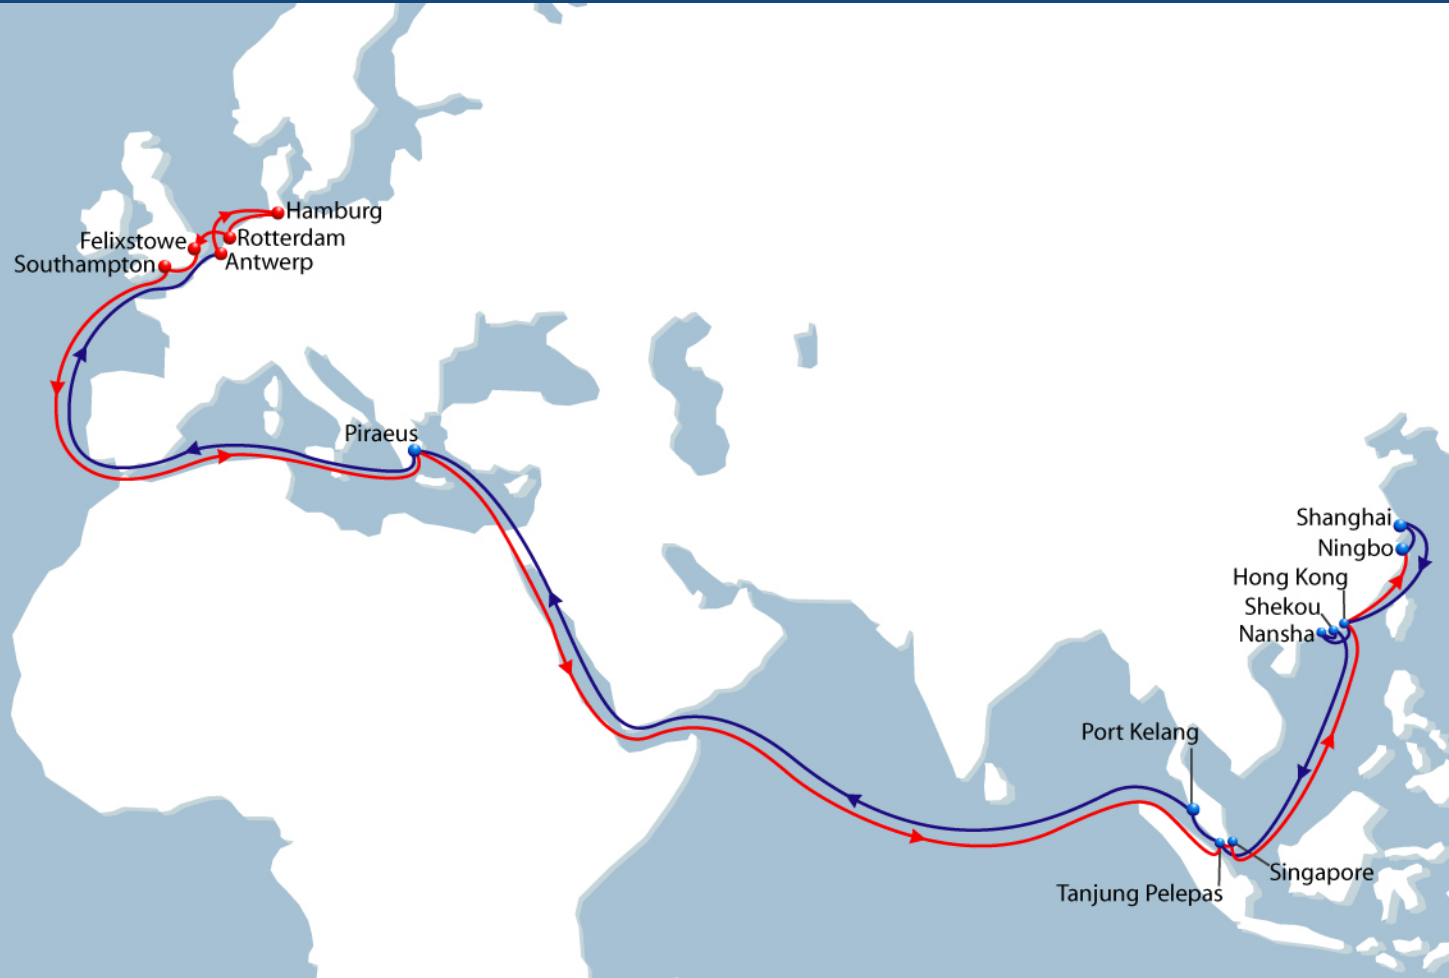 Hamburg
Rotterdam
Felixstowe
Antwerp
Southampton
Piraeus
Shanghai
Ningbo
Hong Kong
Shekou
Nansha
Port Kelang
Singapore
Tanjung Pelepas